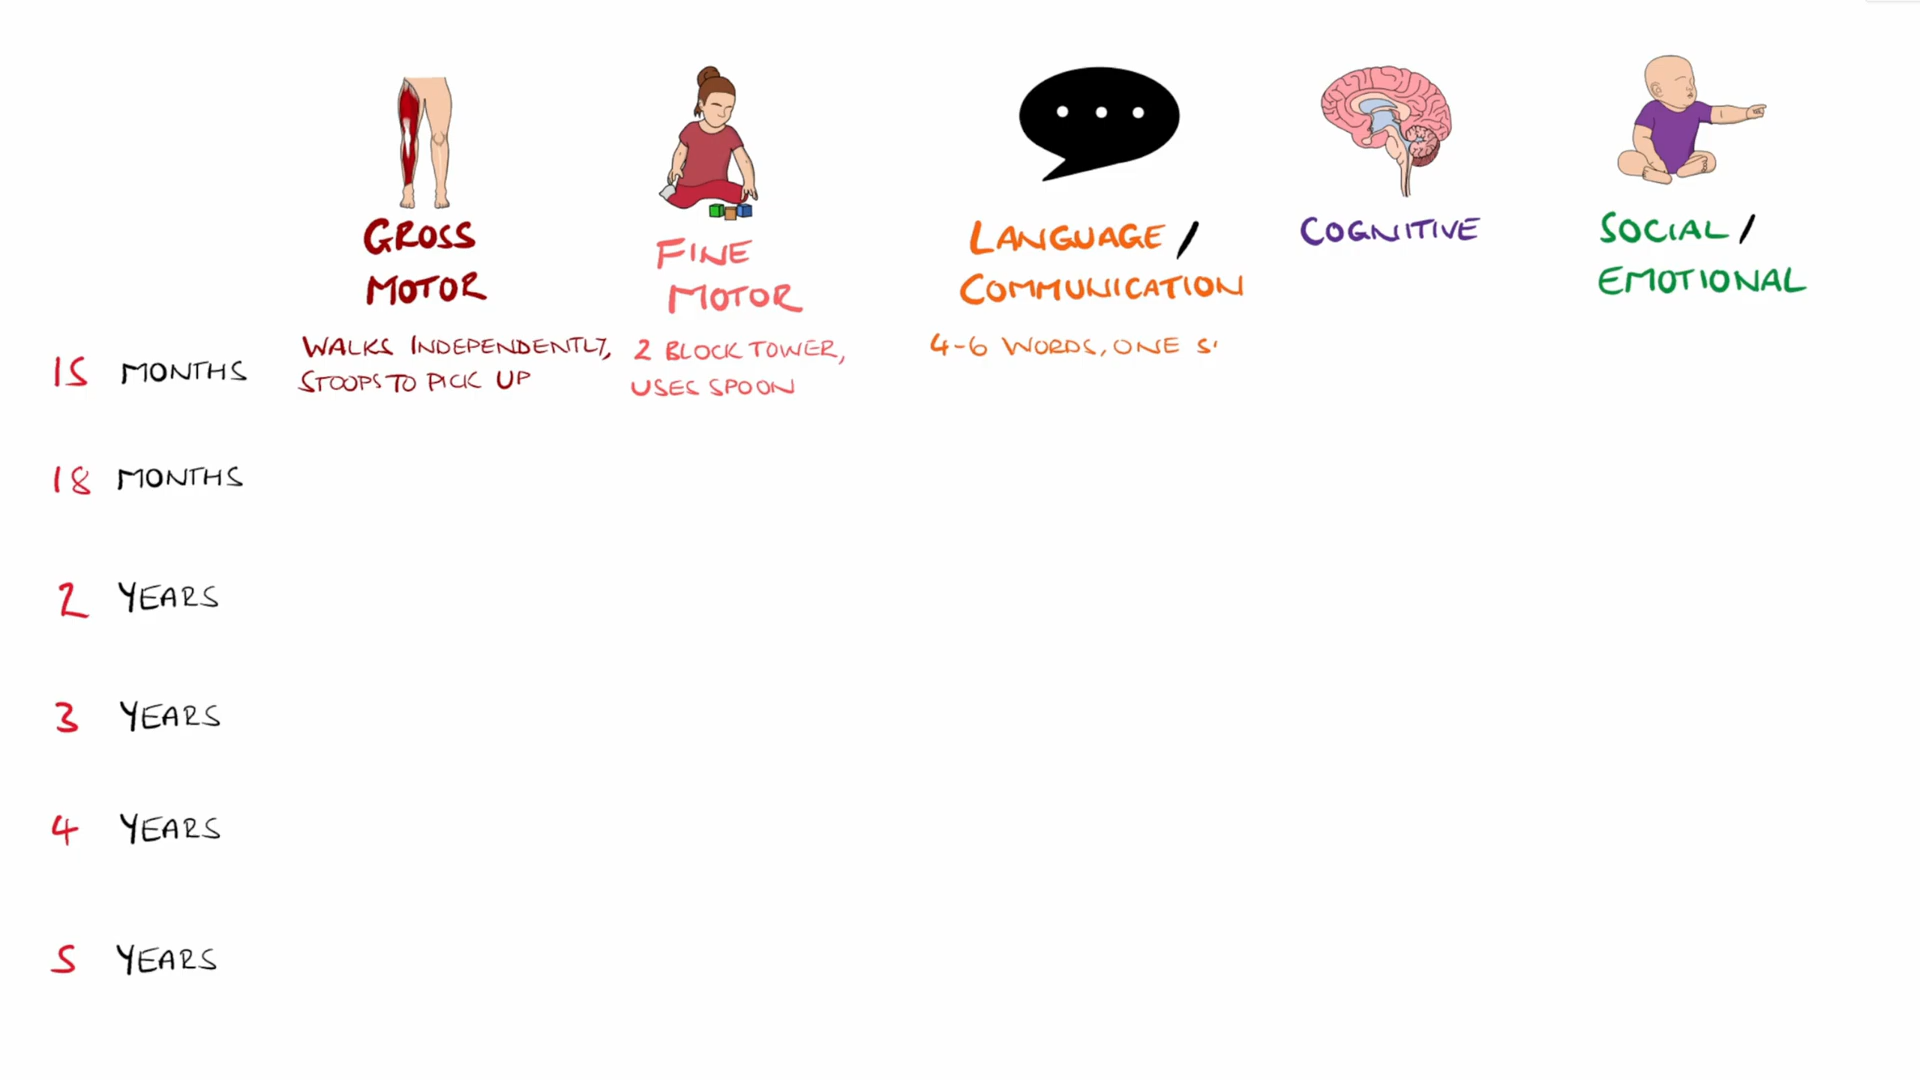 GROSS
MOTOR
FINE
MOTOR
LANGUAGE /
COMMUNICATION
COGNITIVE
SOCIAL /
EMOTIONAL
15 MONTHS
WALKS INDEPENDENTLY,
STOOPS TO PICK UP
2 BLOCK TOWER,
USES SPOON
4-6 WORDS, ONE
18 MONTHS
2 YEARS
3 YEARS
4 YEARS
5 YEARS